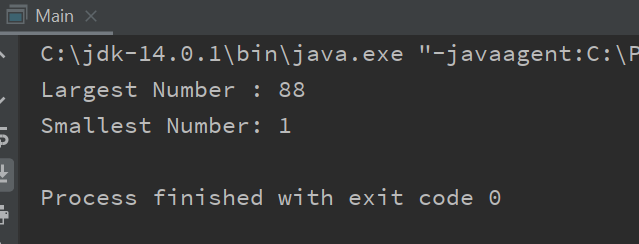 Main
C:\jdk-14.0.1\bin\java.exe "-javaagent:C:\P
Largest Number : 88
Smallest Number: 1
Process finished with exit code 0